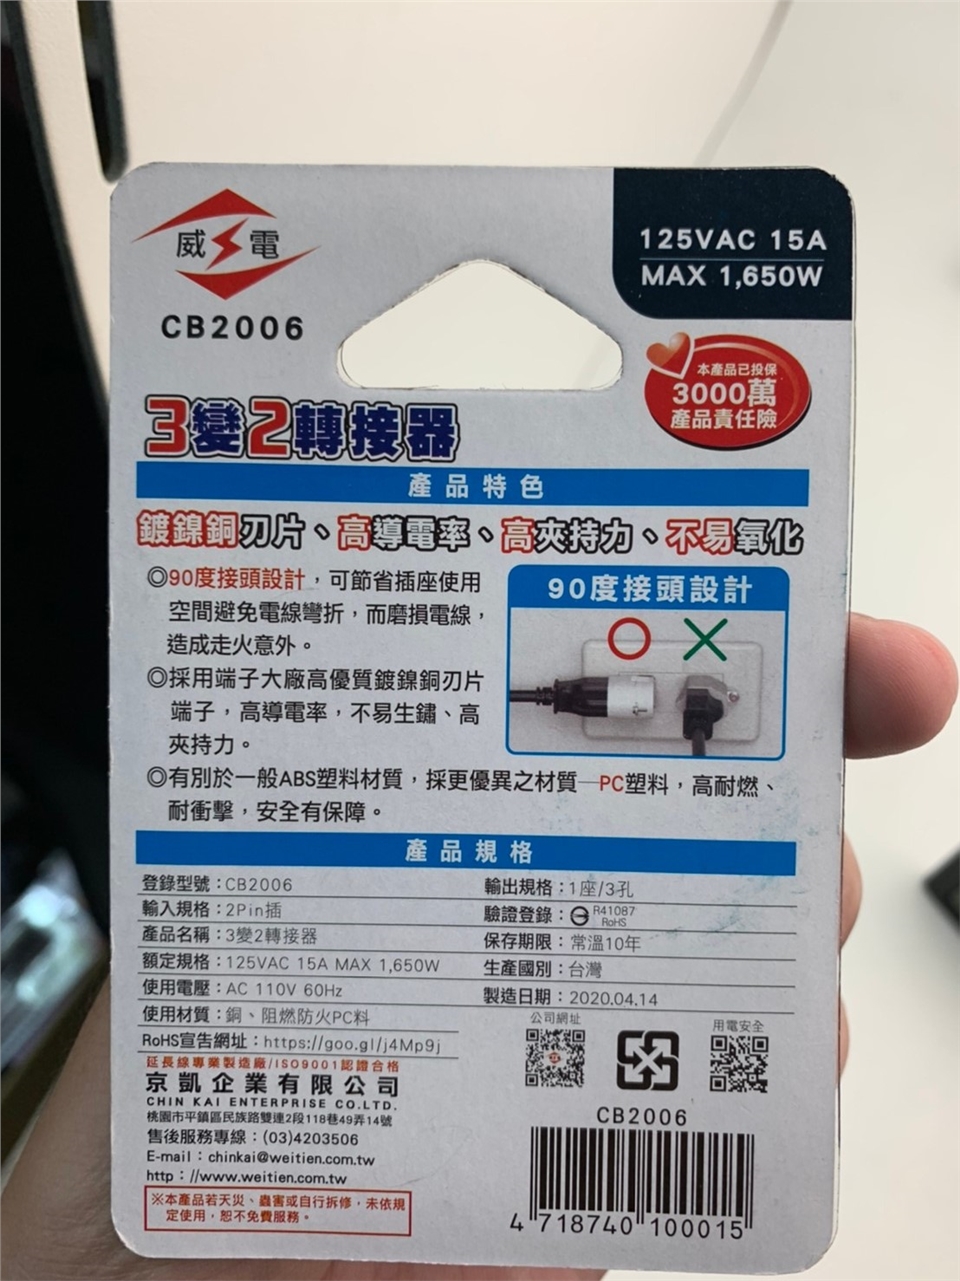 威電
CB2006
125VAC 15A
MAX 1,650W
本產品已投保
3000萬
產品責任險
3變2轉接器
產品特色
鍍鎳銅刃片、高導電率、高夾持力、不易氧化
◎90度接頭設計，可節省插座使用
空間避免電線彎折，而磨損電線，
造成走火意外。
◎採用端子大廠高優質鍍鎳銅刃片
端子，高導電率，不易生鏽、高
夾持力。
90度接頭設計
◎有別於一般ABS塑料材質，採更優異之材質—PC塑料，高耐燃、
耐衝擊，安全有保障。
產品規格
登錄型號：CB2006
輸入規格：2Pin插
產品名稱：3變2轉接器
額定規格：125VAC 15A MAX 1,650W
使用電壓：AC 110V 60Hz
使用材質：銅、阻燃防火PC料
RoHS宣告網址：https://goo.gl/j4Mp9j
輸出規格：1座/3孔
驗證登錄：R41087
RoHS
保存期限：常溫10年
生產國別：台灣
製造日期：2020.04.14
延長線專業製造廠/ISO9001認證合格
京凱企業有限公司
CHIN KAI ENTERPRISE CO.LTD.
桃園市平鎮區民族路雙連2段118巷49弄14號
售後服務專線：(03)4203506
E-mail：chinkai@weitien.com.tw
http：//www.weitien.com.tw
※本產品若天災、蟲害或自行拆修，未依規
定使用，恕不免費服務。
公司網址
用電安全
CB2006
4 718740 100015